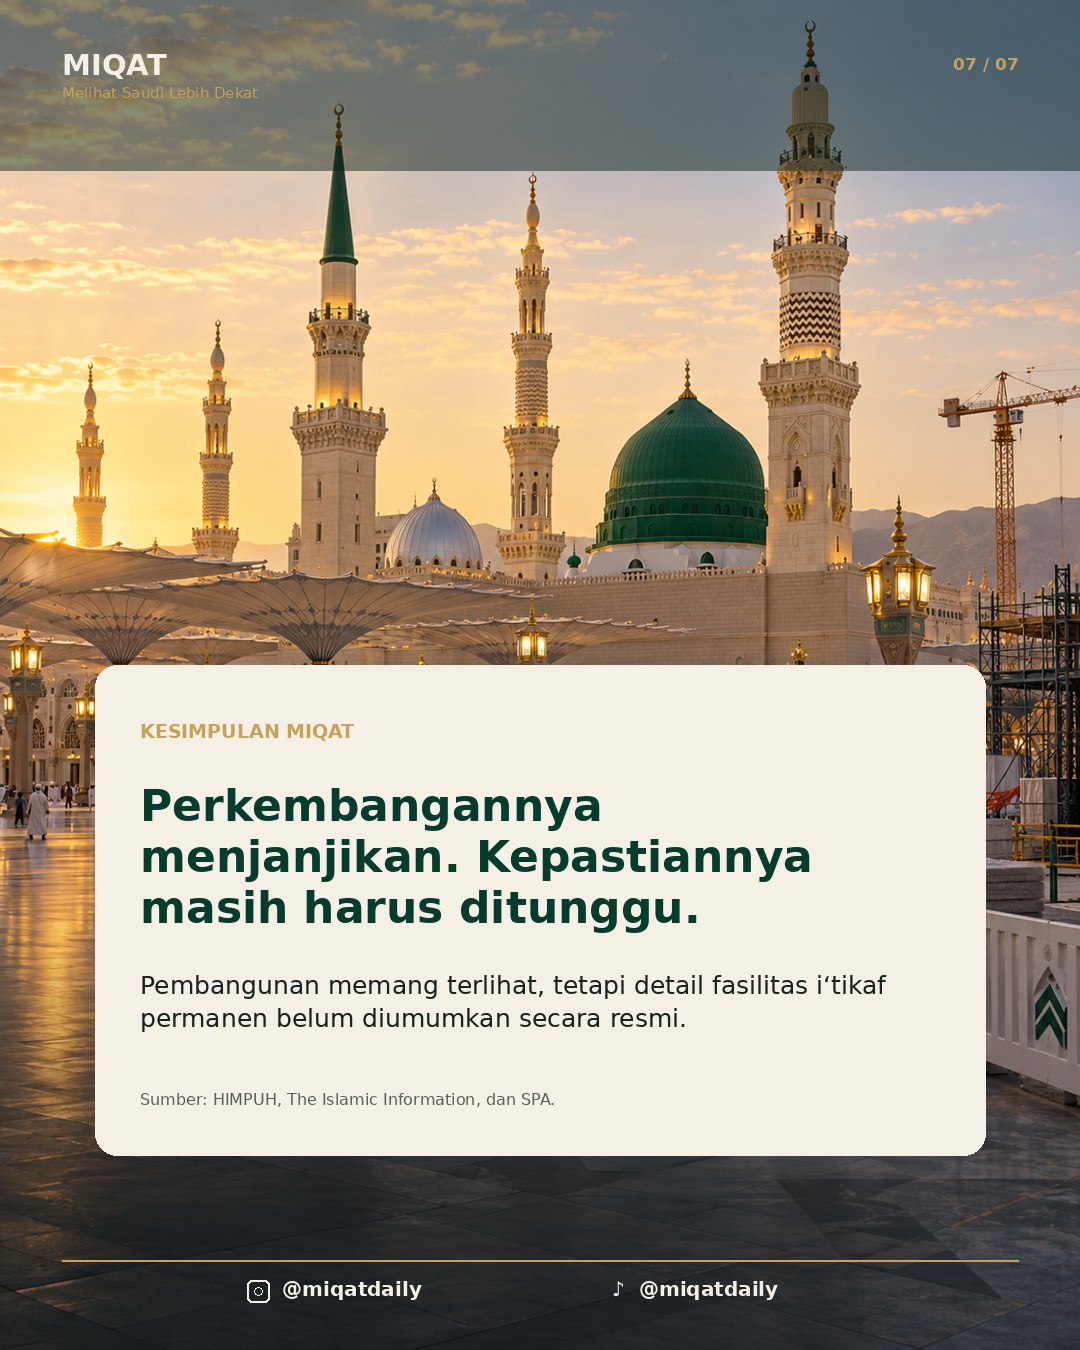 MIQAT
Melihat Saudi Lebih Dekat
07 / 07
KESIMPULAN MIQAT
Perkembangannya
menjanjikan. Kepastiannya
masih harus ditunggu.
Pembangunan memang terlihat, tetapi detail fasilitas i‘tikaf
permanen belum diumumkan secara resmi.
Sumber: HIMPUH, The Islamic Information, dan SPA.
@miqatdaily
@miqatdaily